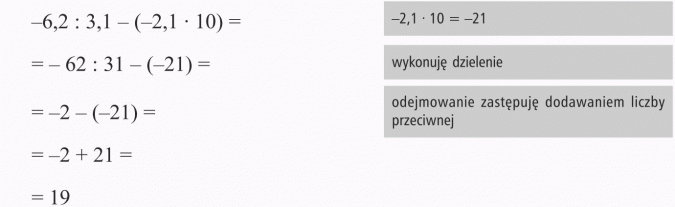 –6,2 : 3,1 – (–2,1 · 10) =
–2,1 · 10 = –21
= – 62 : 31 – (–21) =
wykonuję dzielenie
= –2 – (–21) =
odejmowanie zastępuję dodawaniem liczby
przeciwnej
= –2 + 21 =
= 19